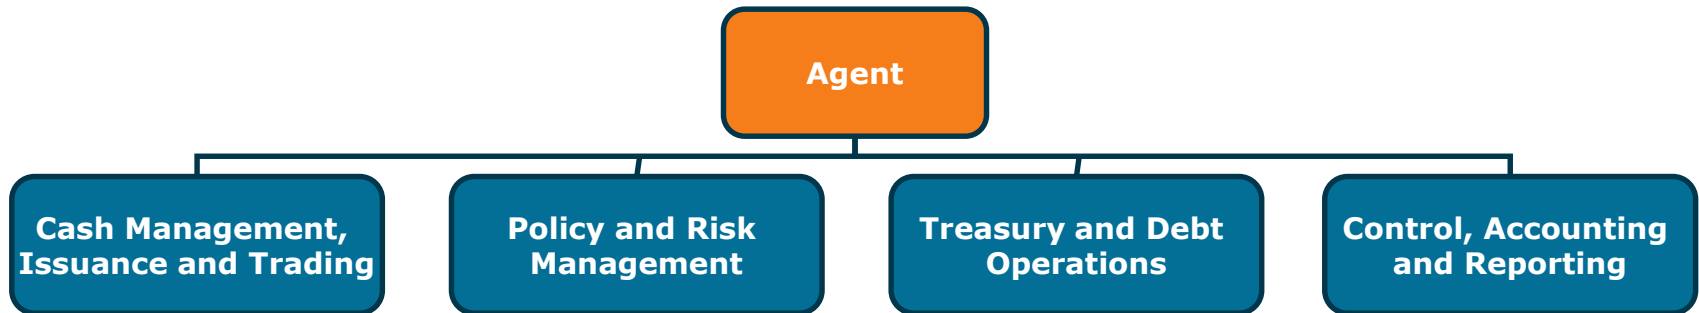 Agent
Cash Management,
Issuance and Trading
Policy and Risk
Management
Treasury and Debt
Operations
Control, Accounting
and Reporting